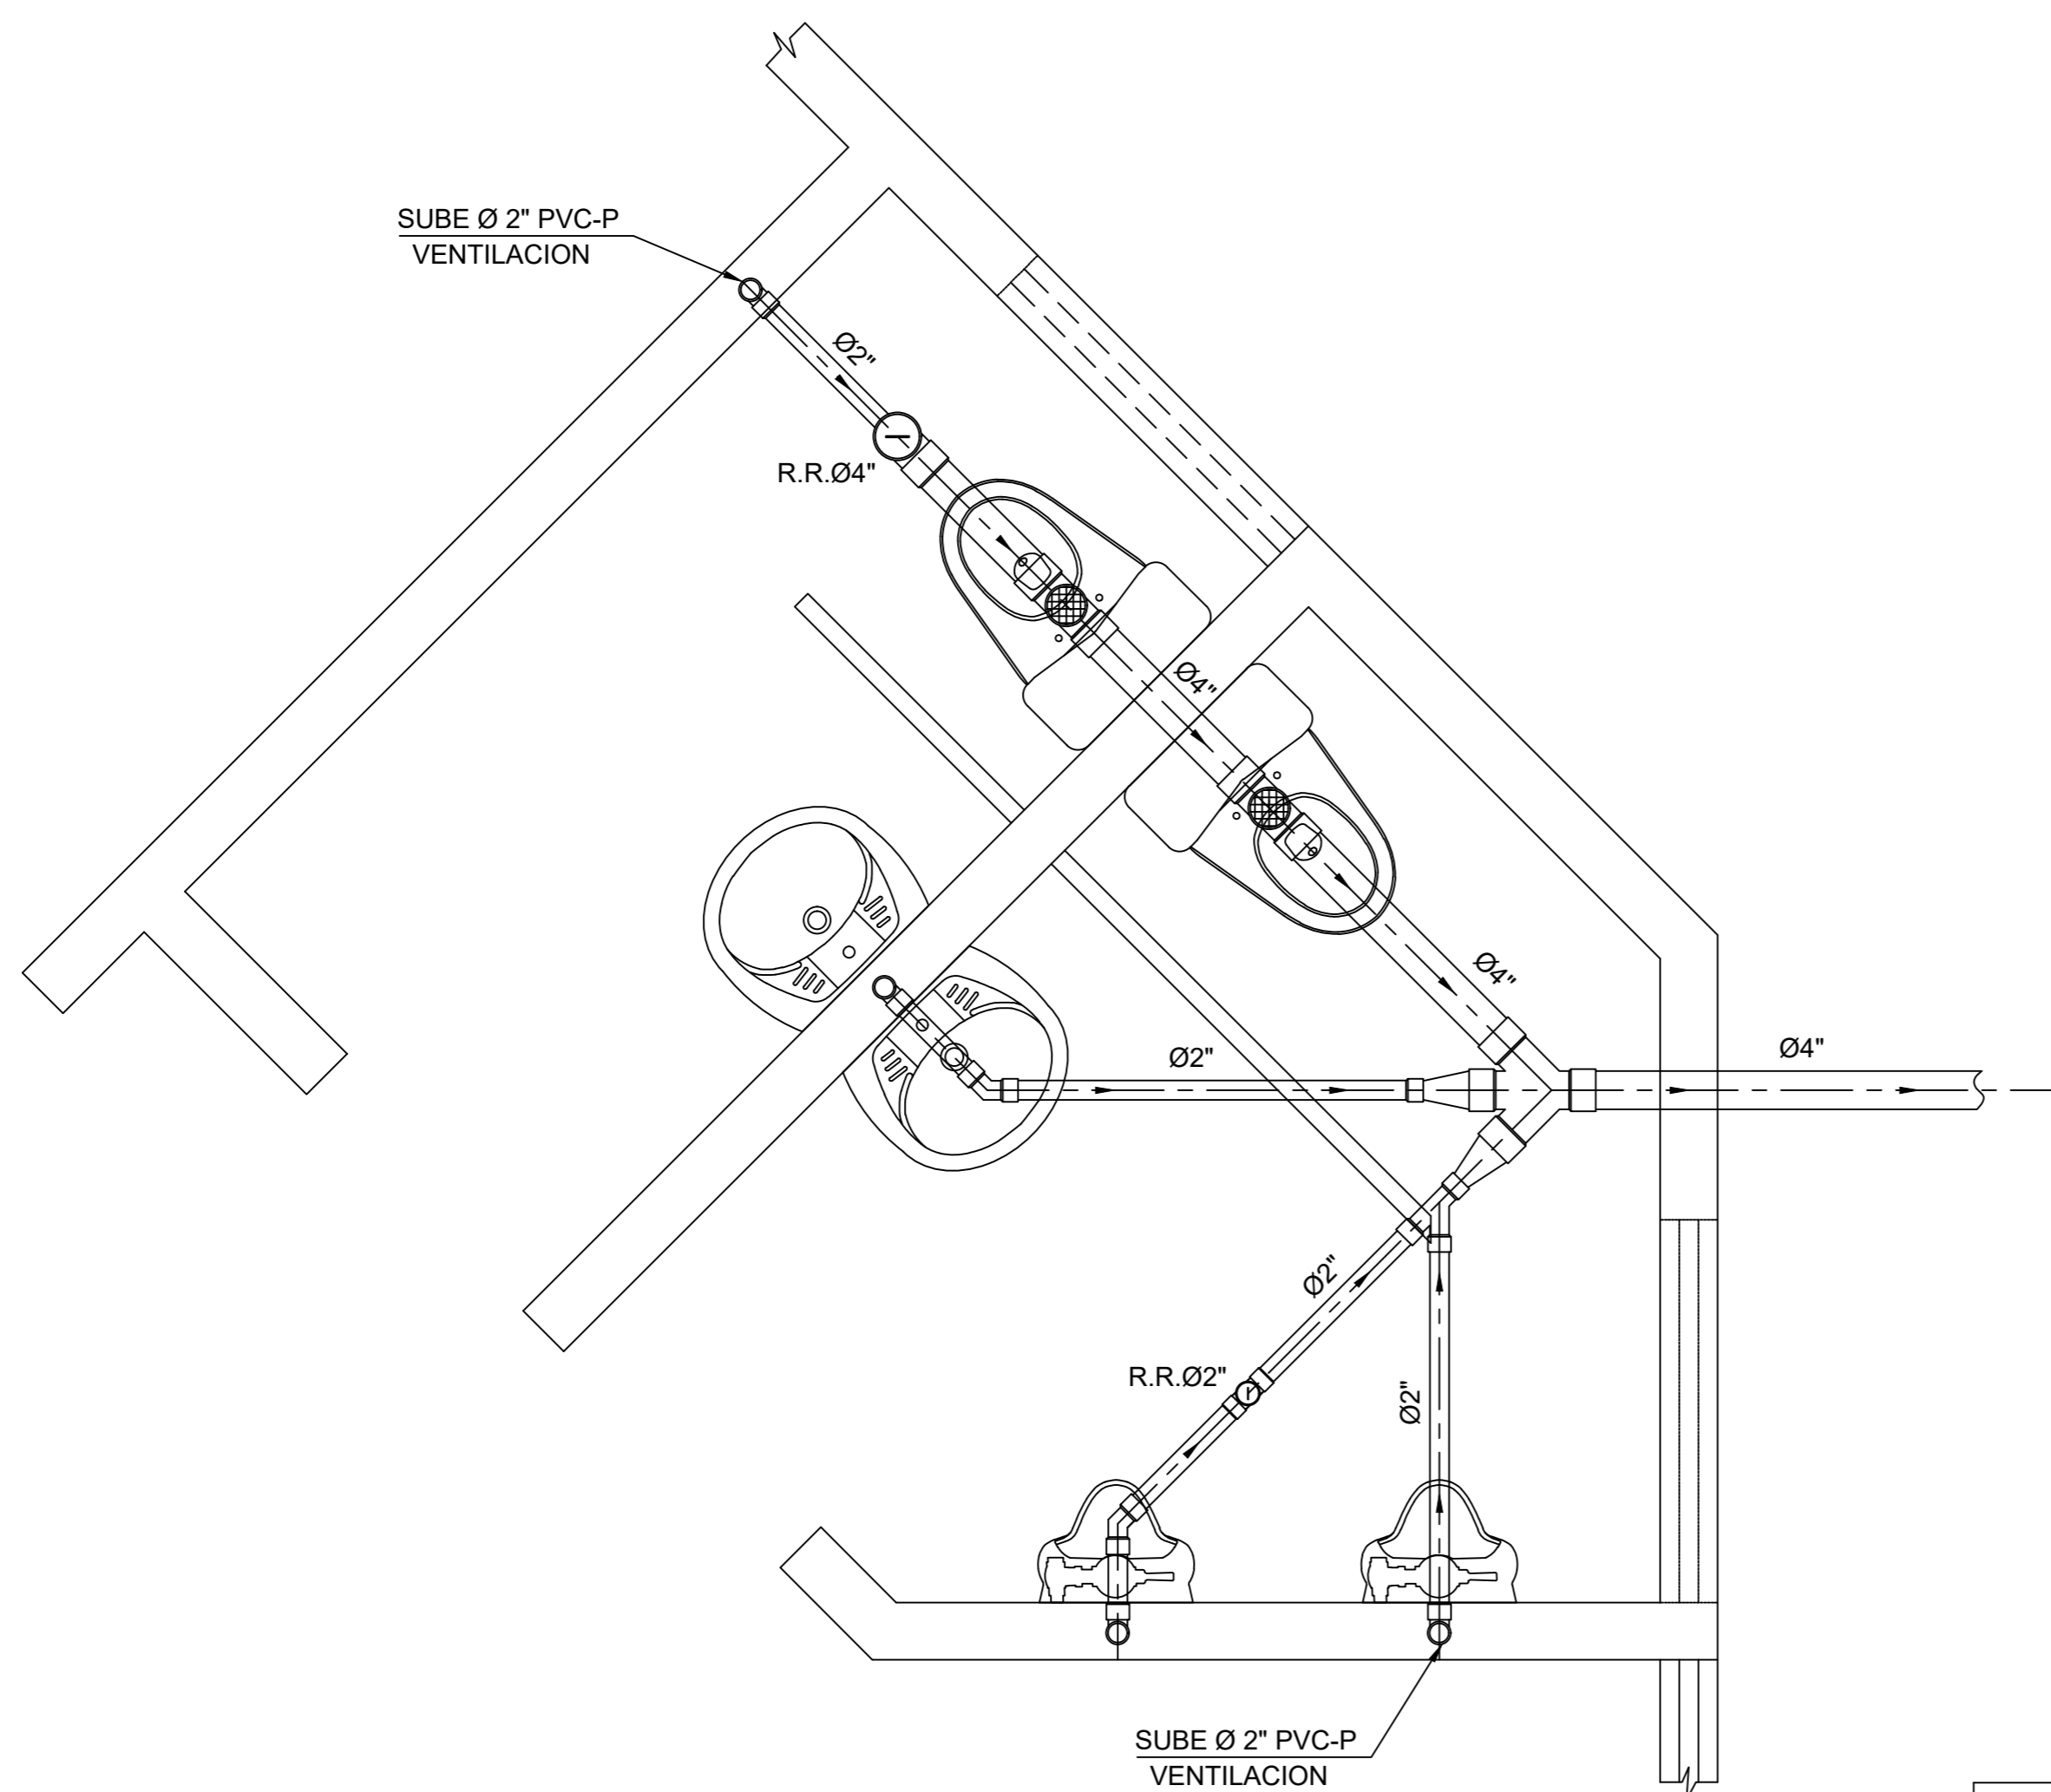 SUBE Ø 2" PVC-P
VENTILACION
Ø2"
R.R.Ø4"
Ø4"
Ø4"
Ø2"
Ø4"
Ø2"
R.R.Ø2"
Ø2"
SUBE Ø 2" PVC-P
VENTILACION